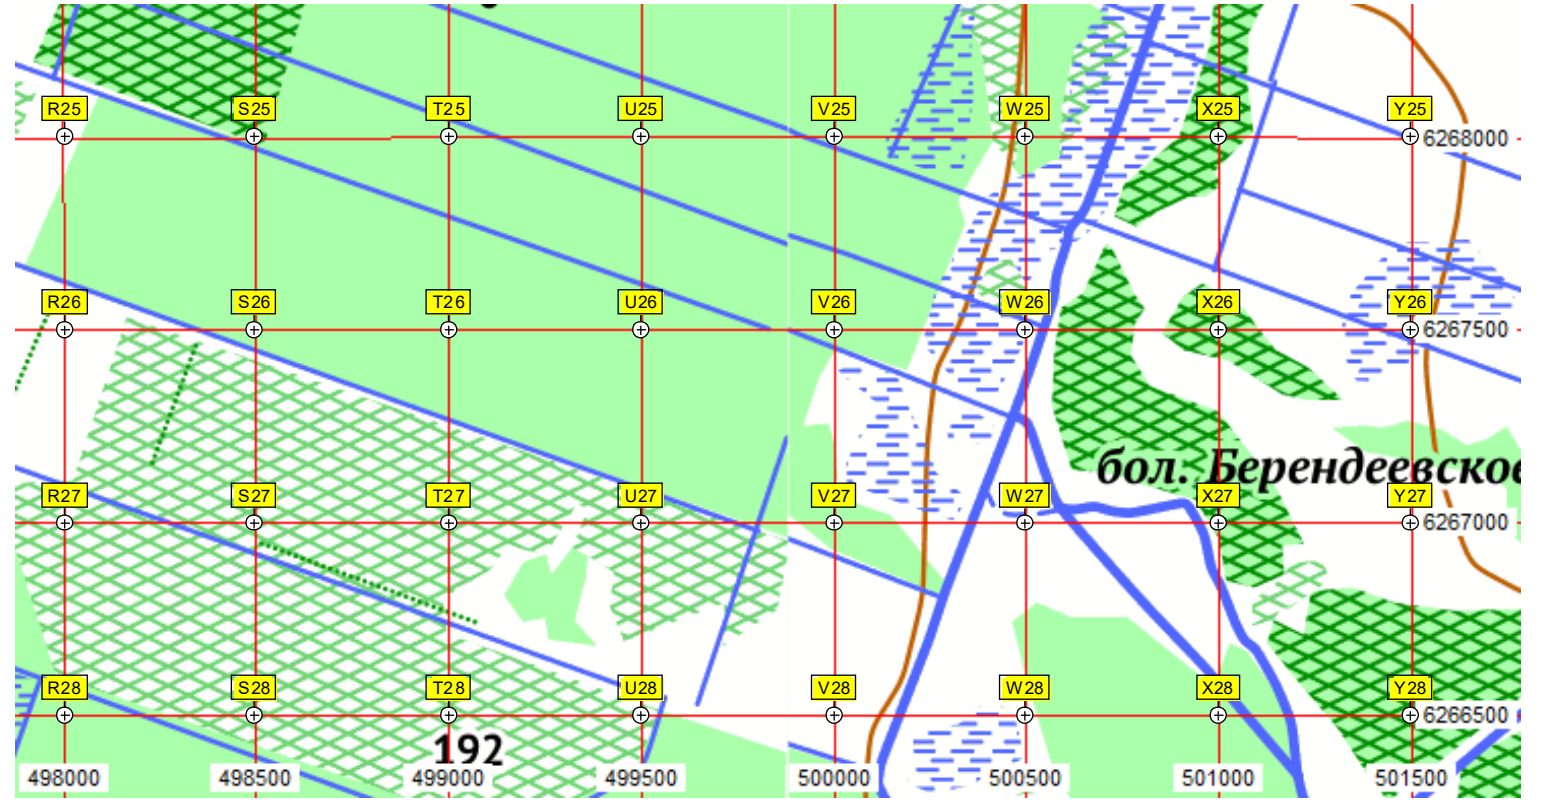 R25 S25 T25 U25 V25 W25 X25 Y25
6268000
R26 S26 T26 U26 V26 W26 X26 Y26
6267500
бол. Берендеевское
R27 S27 T27 U27 V27 W27 X27 Y27
6267000
R28 S28 T28 U28 V28 W28 X28 Y28
6266500
192
498000 498500 499000 499500 500000 500500 501000 501500